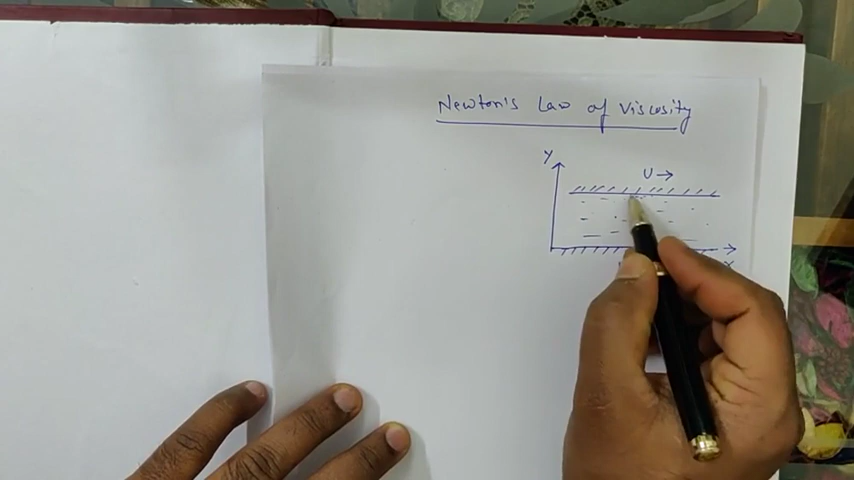 Newton's Law of Viscosity
Y
U →
X